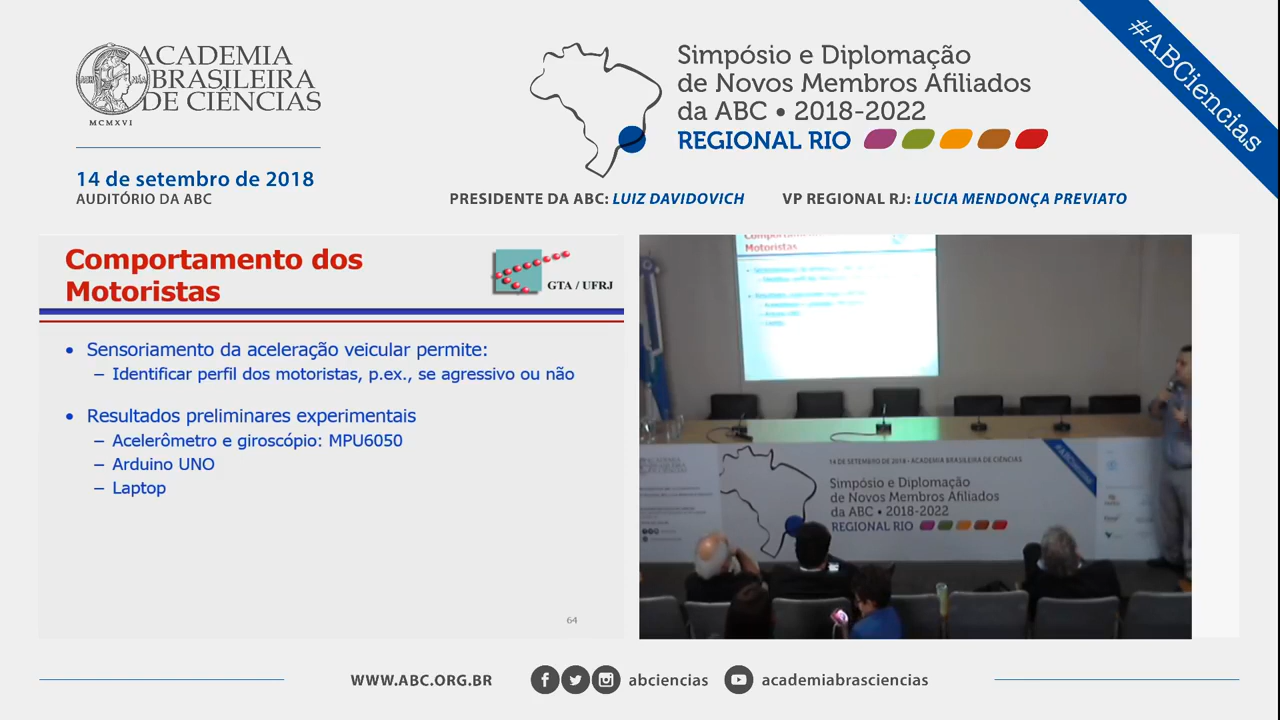 ACADEMIA
BRASILEIRA
DE CIÊNCIAS
MCMXVI
14 de setembro de 2018
AUDITÓRIO DA ABC
Simpósio e Diplomação
de Novos Membros Afiliados
da ABC • 2018-2022
REGIONAL RIO
#ABCiencias
PRESIDENTE DA ABC: LUIZ DAVIDOVICH
VP REGIONAL RJ: LUCIA MENDONÇA PREVIATO
Comportamento dos
Motoristas
GTA / UFRJ
• Sensoriamento da aceleração veicular permite:
– Identificar perfil dos motoristas, p.ex., se agressivo ou não
• Resultados preliminares experimentais
– Acelerômetro e giroscópio: MPU6050
– Arduino UNO
– Laptop
64
Motoristas
14 DE SETEMBRO DE 2018 • ACADEMIA BRASILEIRA DE CIÊNCIAS
Simpósio e Diplomação
de Novos Membros Afiliados
da ABC • 2018-2022
REGIONAL RIO
WWW.ABC.ORG.BR
abciencias
academiabrasciencias